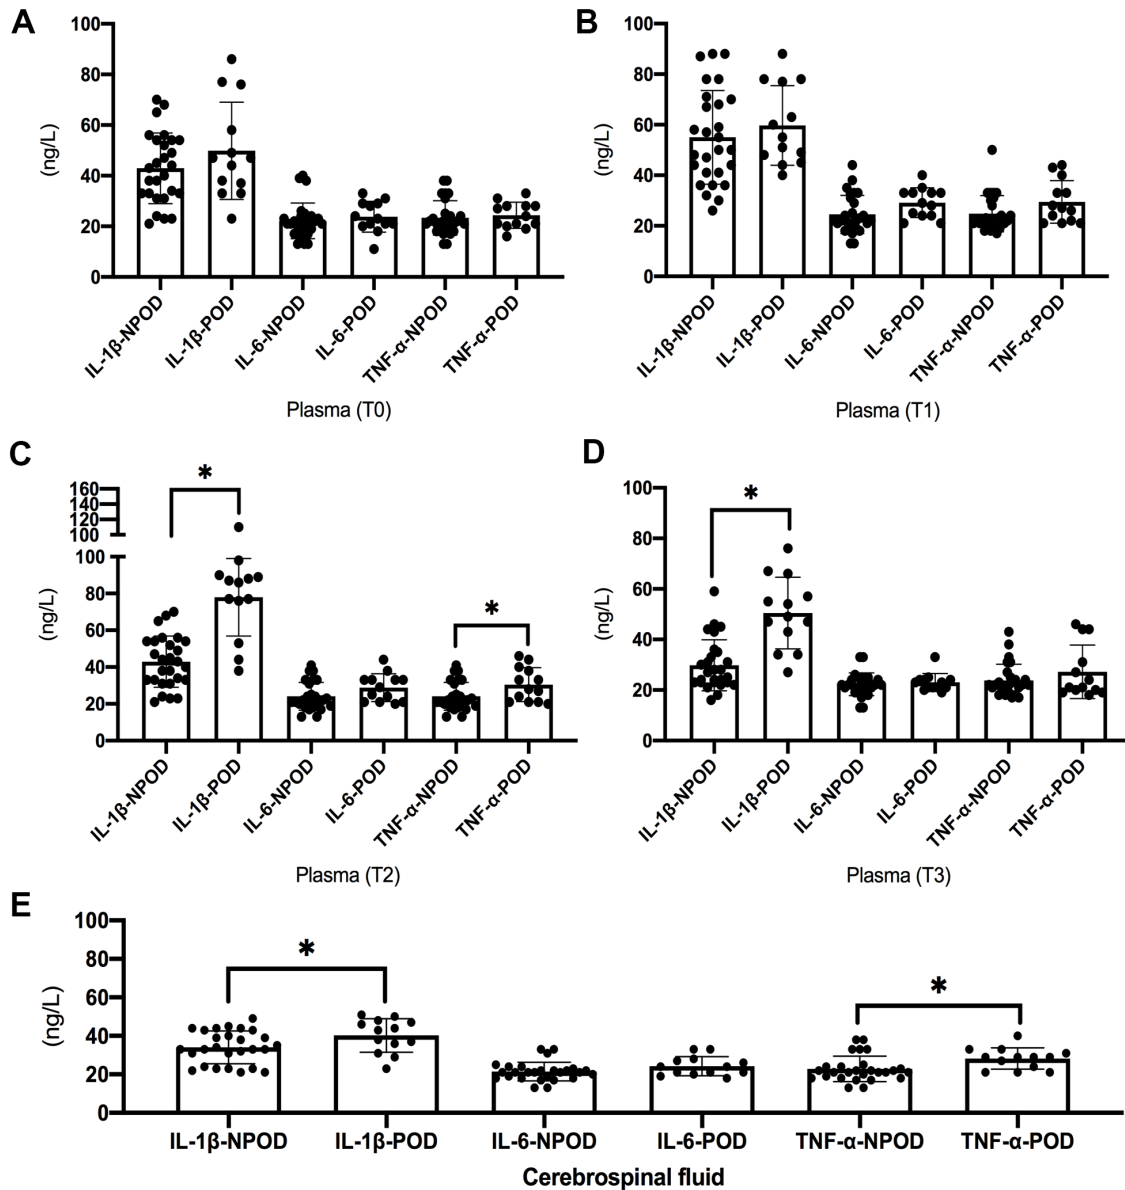 A
100
80
60
40
20
0
(ng/L)
IL-1β-NPOD
IL-1β-POD
IL-6-NPOD
IL-6-POD
TNF-α-NPOD
TNF-α-POD
Plasma (T0)
B
100
80
60
40
20
0
(ng/L)
IL-1β-NPOD
IL-1β-POD
IL-6-NPOD
IL-6-POD
TNF-α-NPOD
TNF-α-POD
Plasma (T1)
C
160
140
120
100
100
80
60
40
20
0
(ng/L)
*
*
IL-1β-NPOD
IL-1β-POD
IL-6-NPOD
IL-6-POD
TNF-α-NPOD
TNF-α-POD
Plasma (T2)
D
100
80
60
40
20
0
(ng/L)
*
IL-1β-NPOD
IL-1β-POD
IL-6-NPOD
IL-6-POD
TNF-α-NPOD
TNF-α-POD
Plasma (T3)
E
100
80
60
40
20
0
(ng/L)
*
*
IL-1β-NPOD
IL-1β-POD
IL-6-NPOD
IL-6-POD
TNF-α-NPOD
TNF-α-POD
Cerebrospinal fluid